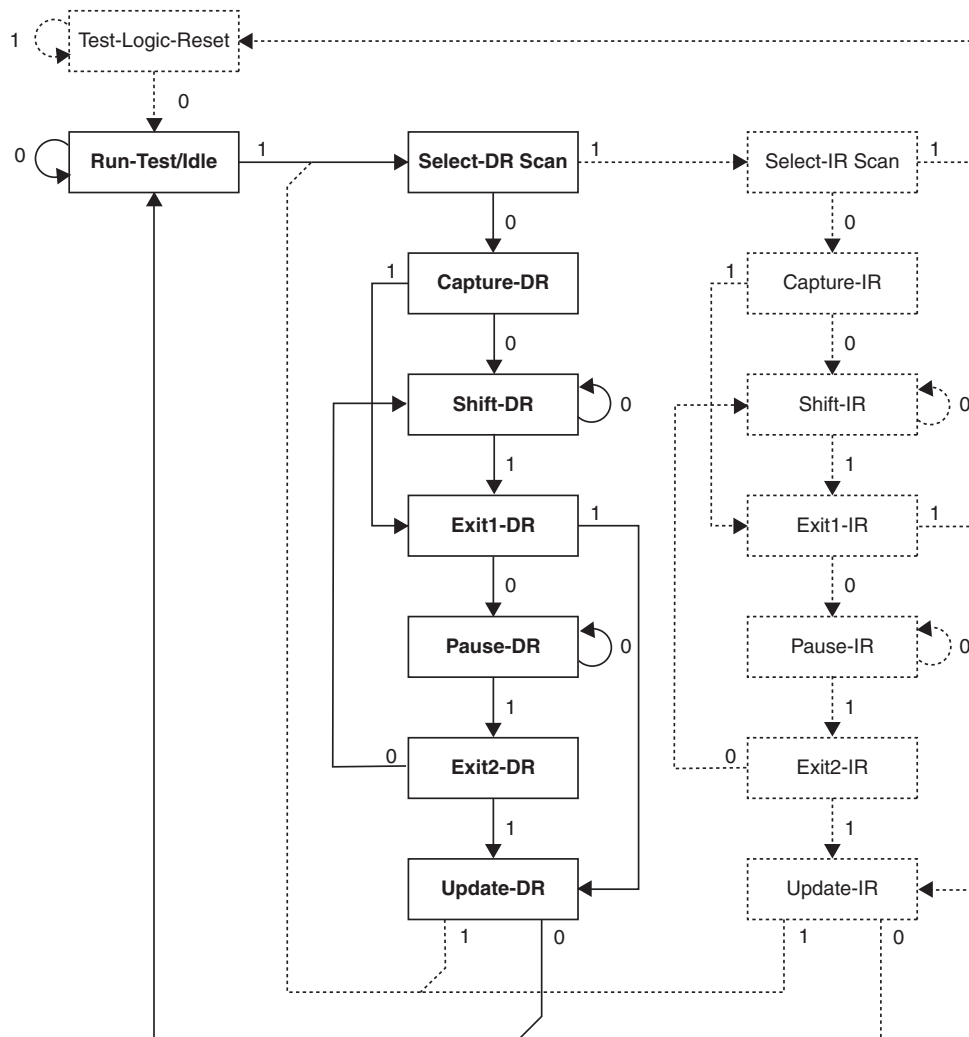 1
Test-Logic-Reset
0
0
Run-Test/Idle
1
Select-DR Scan
1
Select-IR Scan
1
0
0
1
Capture-DR
1
Capture-IR
0
0
Shift-DR
0
Shift-IR
0
1
1
Exit1-DR
1
Exit1-IR
1
0
0
Pause-DR
0
Pause-IR
0
1
1
0
Exit2-DR
0
Exit2-IR
1
1
Update-DR
Update-IR
1
0
1
0